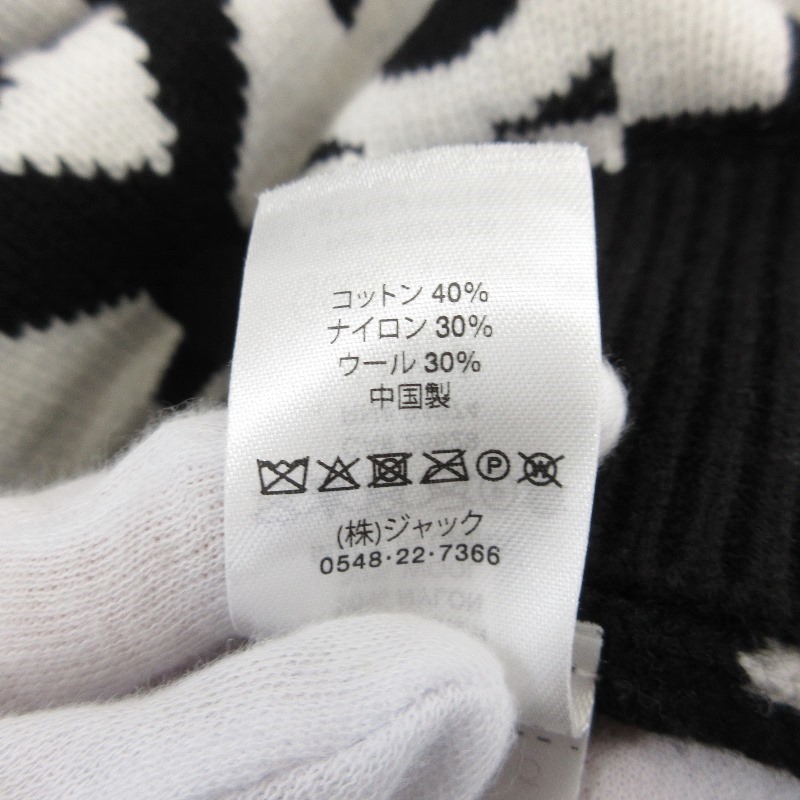 コットン 40%
ナイロン 30%
ウール 30%
中国製
P W
(株)ジャック
0548·22·7366